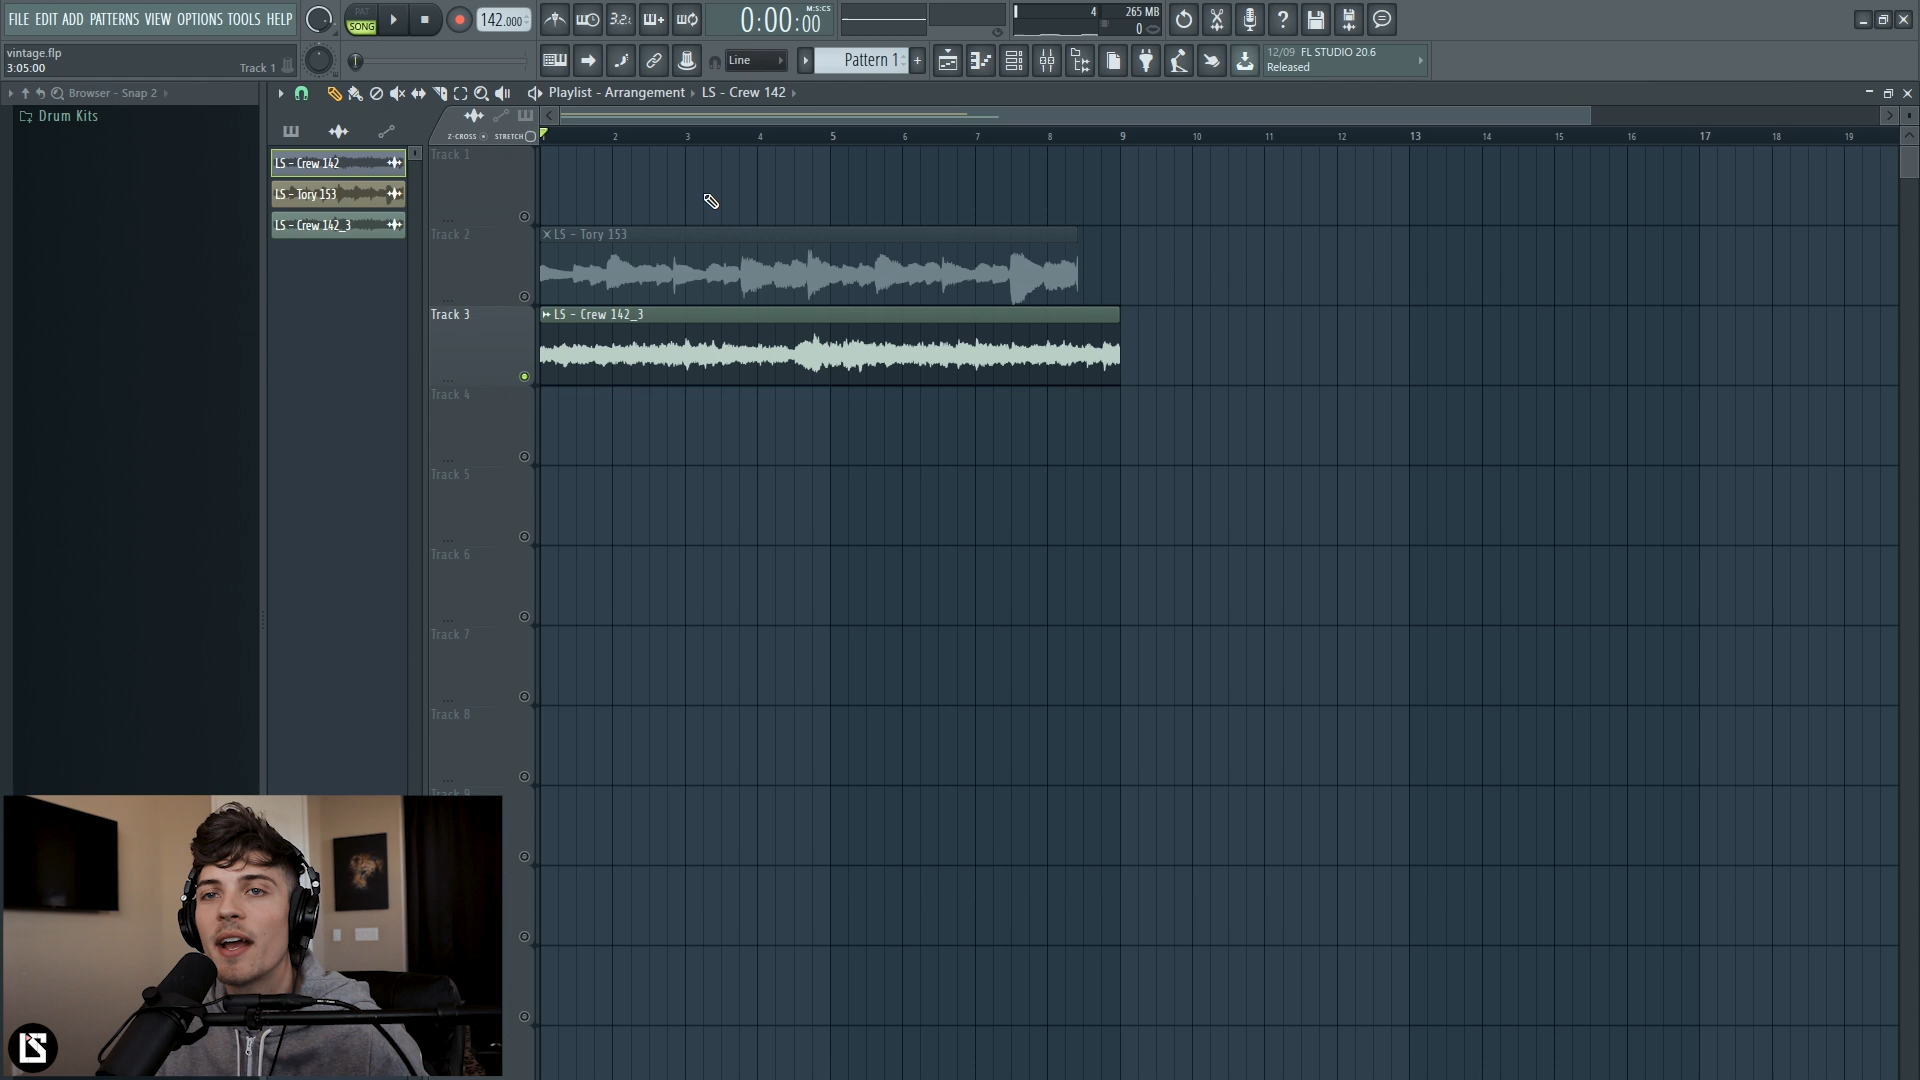 FILE EDIT ADD PATTERNS VIEW OPTIONS TOOLS HELP
PAT
SONG
142.000
3.2.
0:00:00
M:S:CS
4
265 MB
0
vintage.flp
3:05:00
Track 1
Line
Pattern 1
+
12/09 FL STUDIO 20.6
Released
Browser - Snap 2
Playlist - Arrangement › LS - Crew 142 ›
Drum Kits
Z-CROSS
STRETCH
2 3 4 5 6 7 8 9 10 11 12 13 14 15 16 17 18 19
LS - Crew 142
LS - Tory 153
LS - Crew 142_3
Track 1
...
Track 2
LS - Tory 153
...
Track 3
LS - Crew 142_3
...
Track 4
...
Track 5
...
Track 6
...
Track 7
...
Track 8
...
Track 9
LS